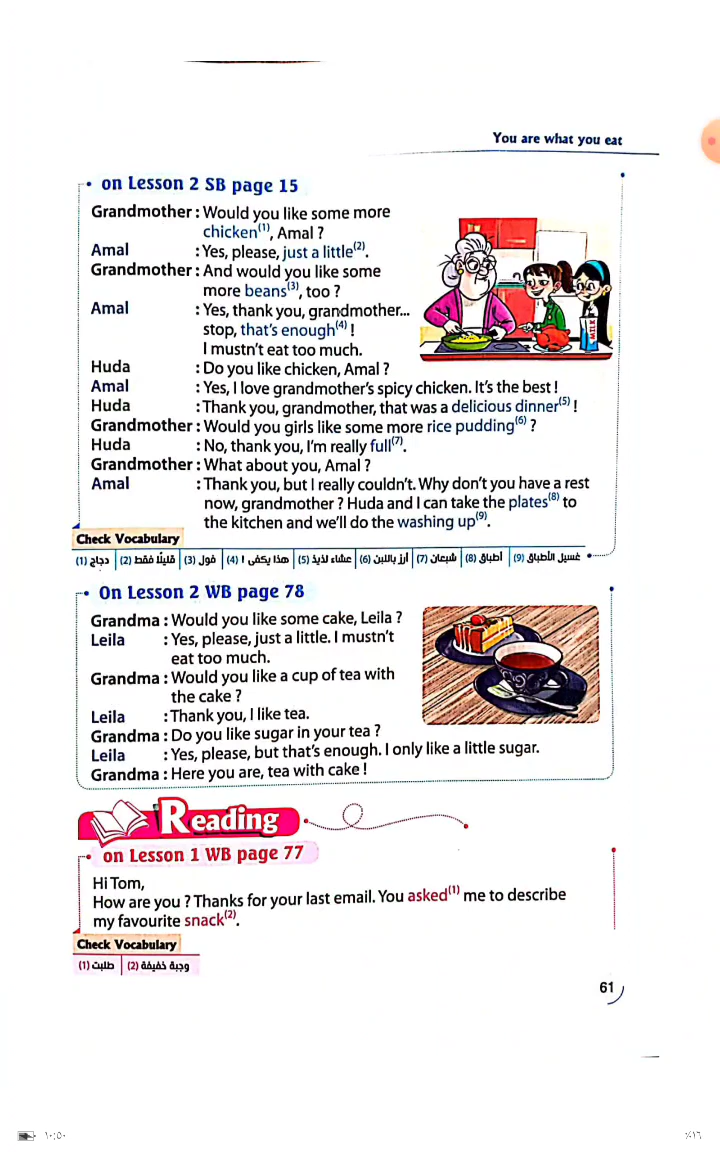 You are what you eat
on Lesson 2 SB page 15
Grandmother : Would you like some more
chicken(1), Amal ?
Amal : Yes, please, just a little(2).
Grandmother : And would you like some
more beans(3), too ?
Amal : Yes, thank you, grandmother...
stop, that's enough(4) !
I mustn't eat too much.
Huda : Do you like chicken, Amal ?
Amal : Yes, I love grandmother's spicy chicken. It's the best !
Huda : Thank you, grandmother, that was a delicious dinner(5) !
Grandmother : Would you girls like some more rice pudding(6) ?
Huda : No, thank you, I'm really full(7).
Grandmother : What about you, Amal ?
Amal : Thank you, but I really couldn't. Why don't you have a rest
now, grandmother ? Huda and I can take the plates(8) to
the kitchen and we'll do the washing up(9).
MILK
Check Vocabulary
(1) دجاج (2) قليلًا فقط (3) فول (4) هذا يكفي ! (5) عشاء لذيذ (6) أرز باللبن (7) شبعان (8) أطباق (9) غسيل الأطباق
On Lesson 2 WB page 78
Grandma : Would you like some cake, Leila ?
Leila : Yes, please, just a little. I mustn't
eat too much.
Grandma : Would you like a cup of tea with
the cake ?
Leila : Thank you, I like tea.
Grandma : Do you like sugar in your tea ?
Leila : Yes, please, but that's enough. I only like a little sugar.
Grandma : Here you are, tea with cake !
Reading
on Lesson 1 WB page 77
Hi Tom,
How are you ? Thanks for your last email. You asked(1) me to describe
my favourite snack(2).
Check Vocabulary
(1) طلبت (2) وجبة خفيفة
61
١٠:٥٠
٪١٦